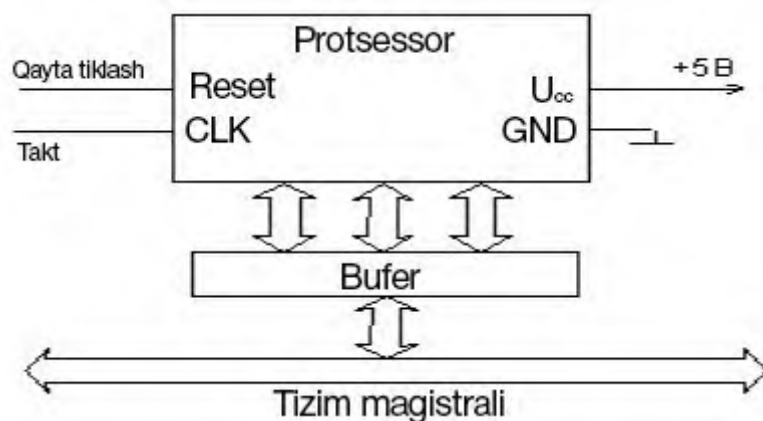 Protsessor
Qayta tiklash
Reset
Ucc
+5 В
CLK
GND
Takt
Bufer
Tizim magistrali